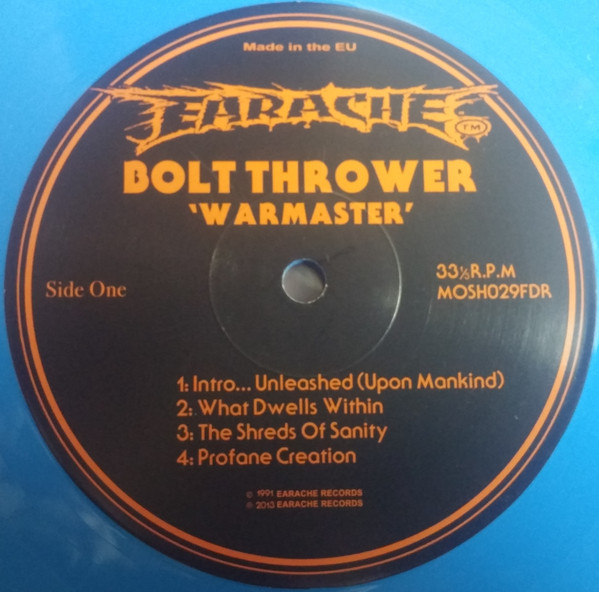 Made in the EU
EARACHE TM
BOLT THROWER
'WARMASTER'
Side One
33⅓R.P.M
MOSH029FDR
1: Intro... Unleashed (Upon Mankind)
2: What Dwells Within
3: The Shreds Of Sanity
4: Profane Creation
© 1991 EARACHE RECORDS
℗ 2013 EARACHE RECORDS